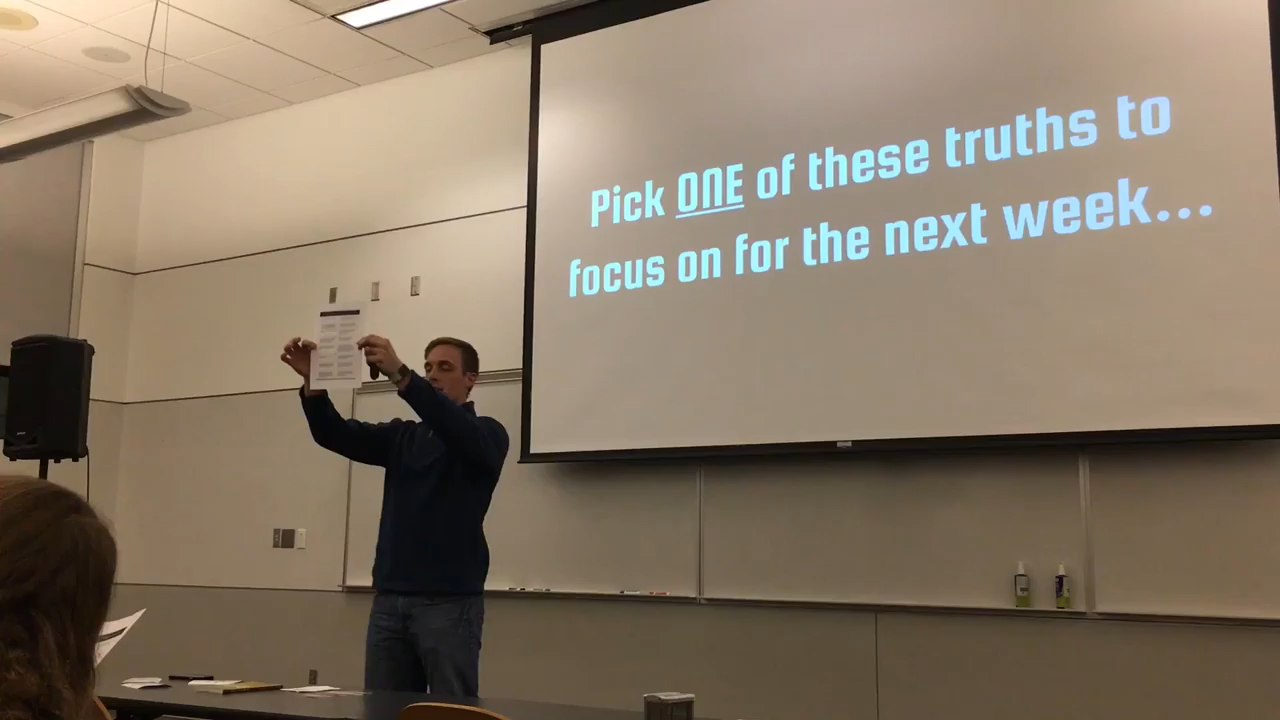 Pick ONE of these truths to
focus on for the next week...